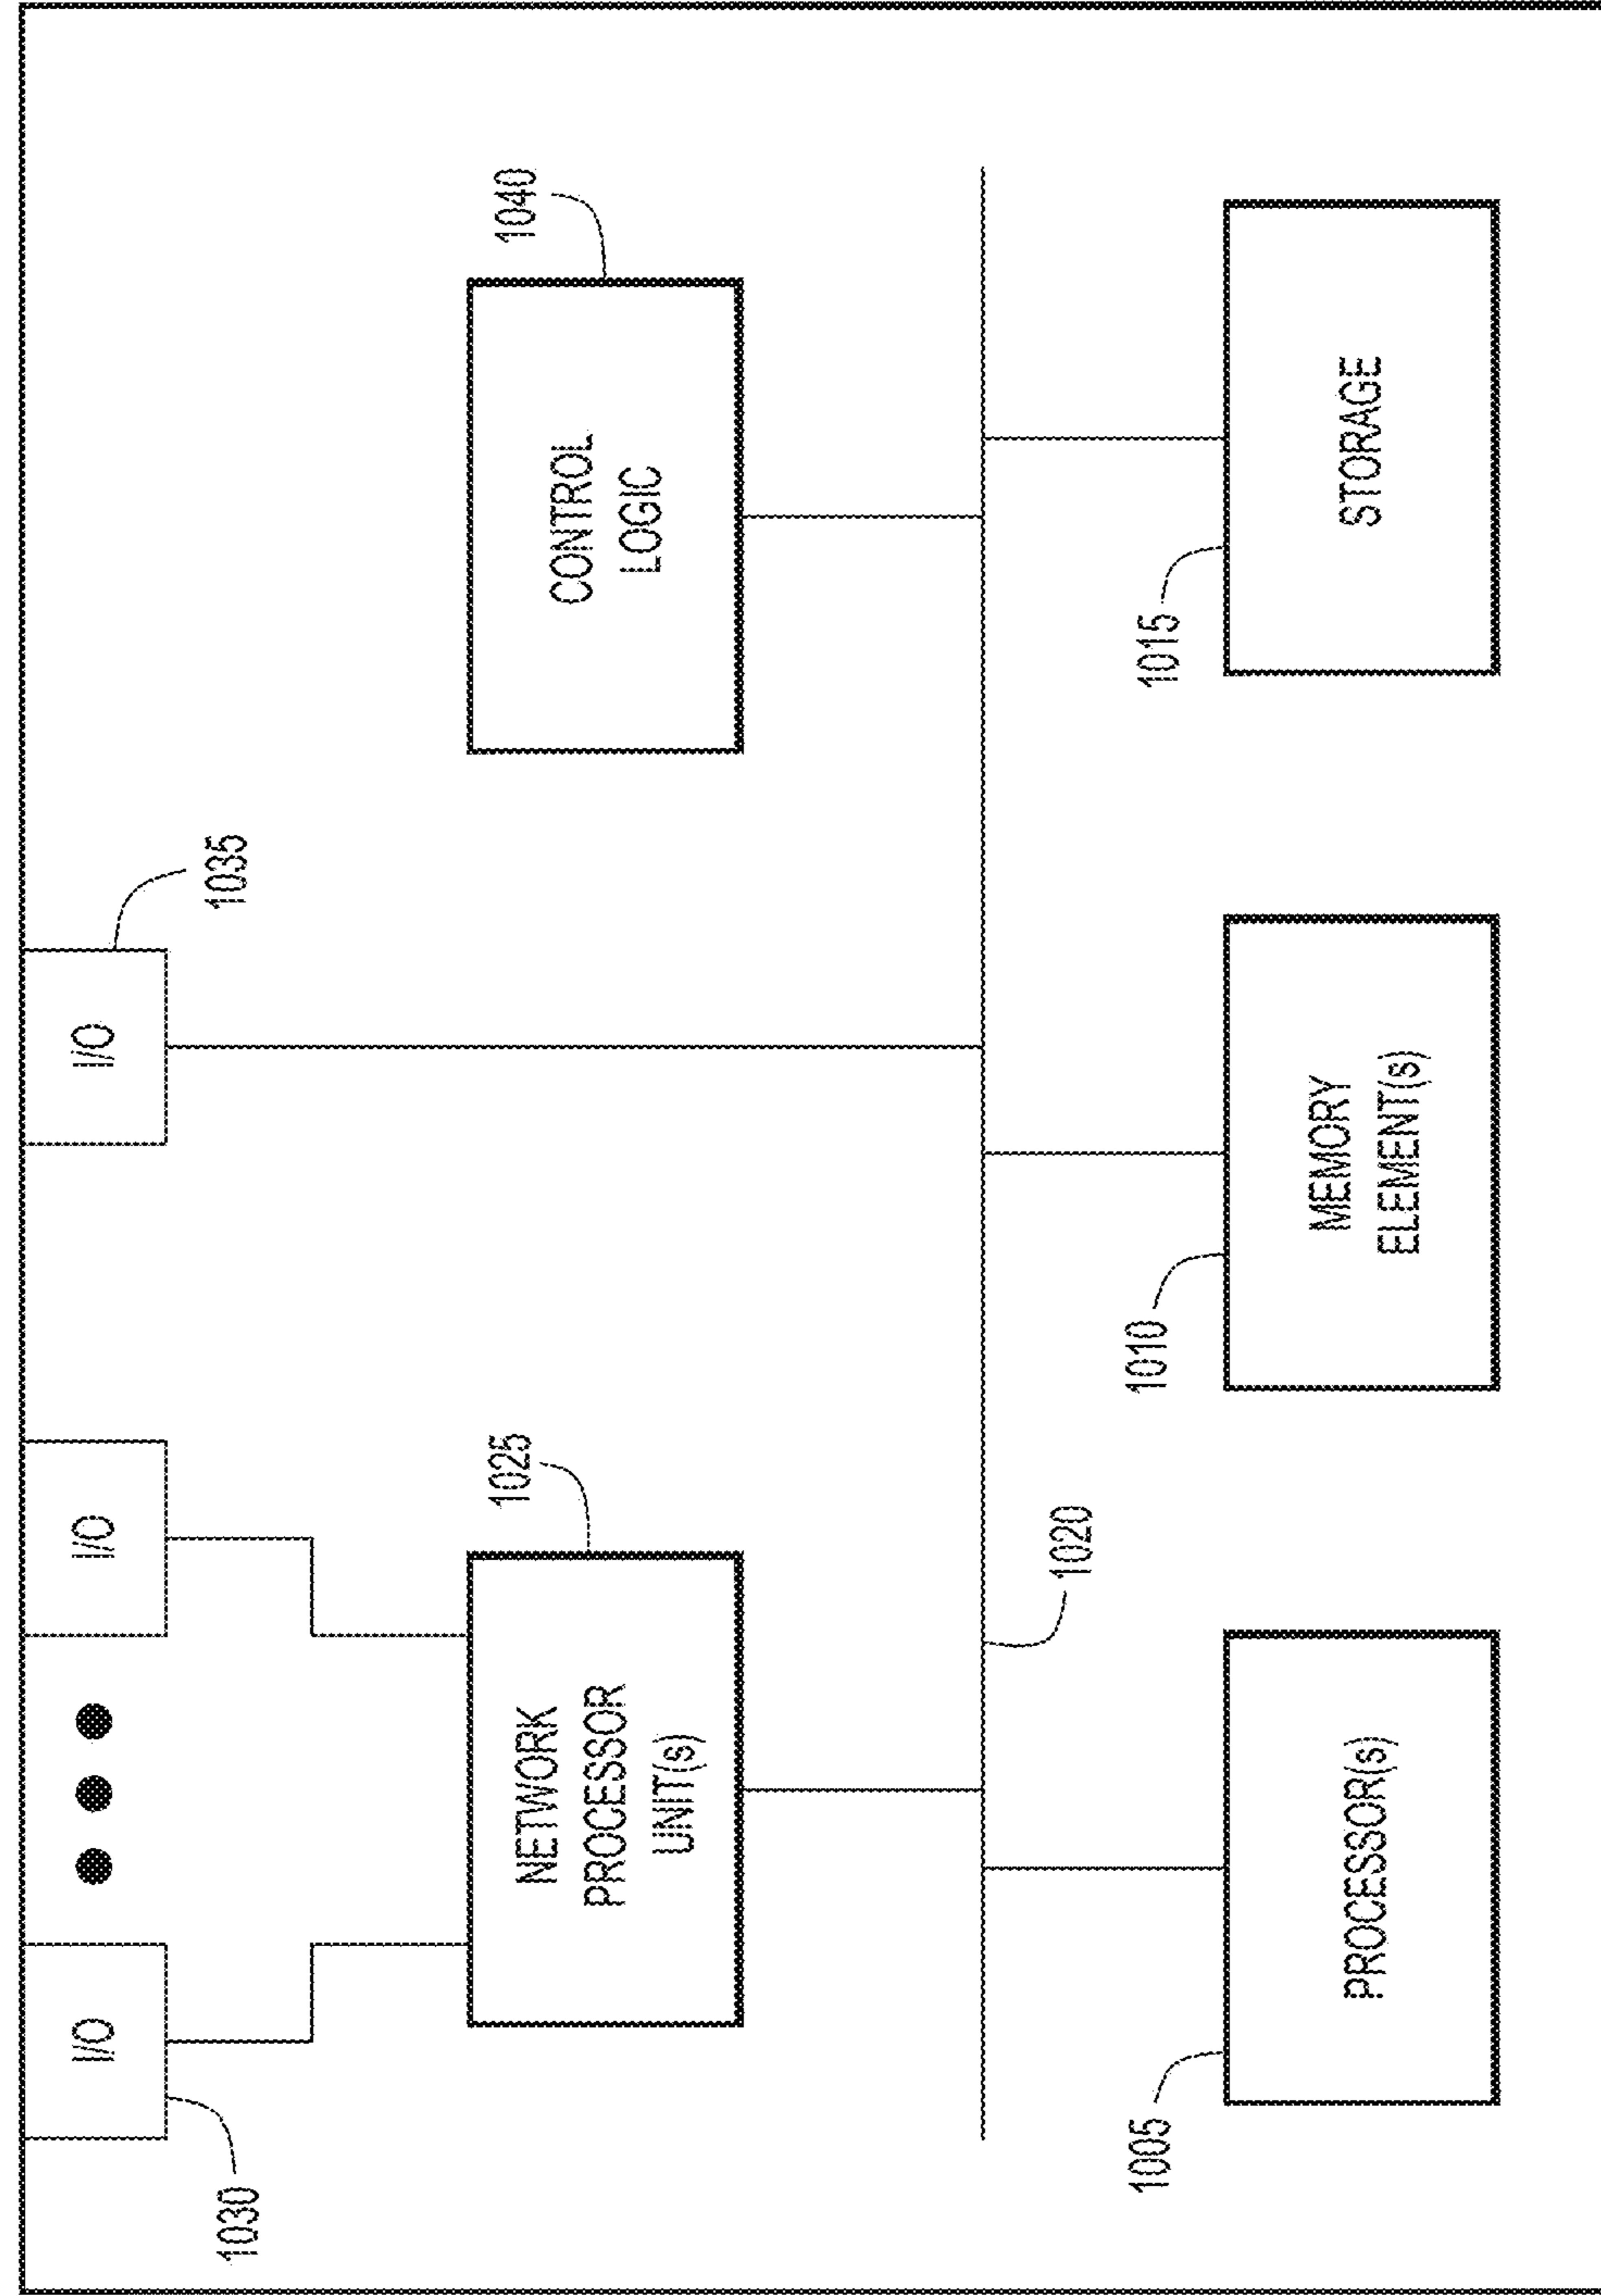 I/O
I/O
I/O
1030
1035
1040
1025
NETWORK
PROCESSOR
UNIT(s)
CONTROL
LOGIC
1020
1005
1010
1015
PROCESSOR(s)
MEMORY
ELEMENT(s)
STORAGE